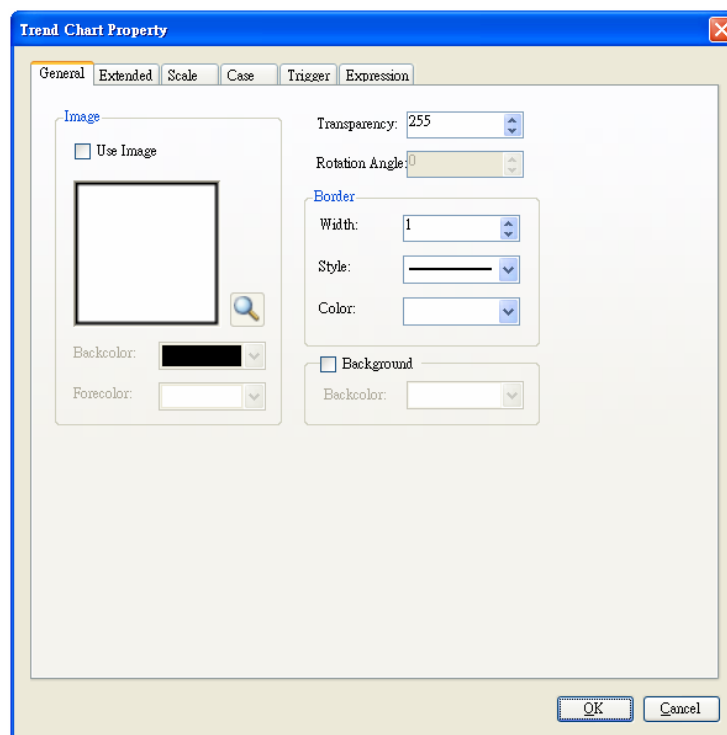 Trend Chart Property
General Extended Scale Case Trigger Expression
Image
Use Image
Backcolor:
Forecolor:
Transparency: 255
Rotation Angle: 0
Border
Width: 1
Style:
Color:
Background
Backcolor:
OK Cancel